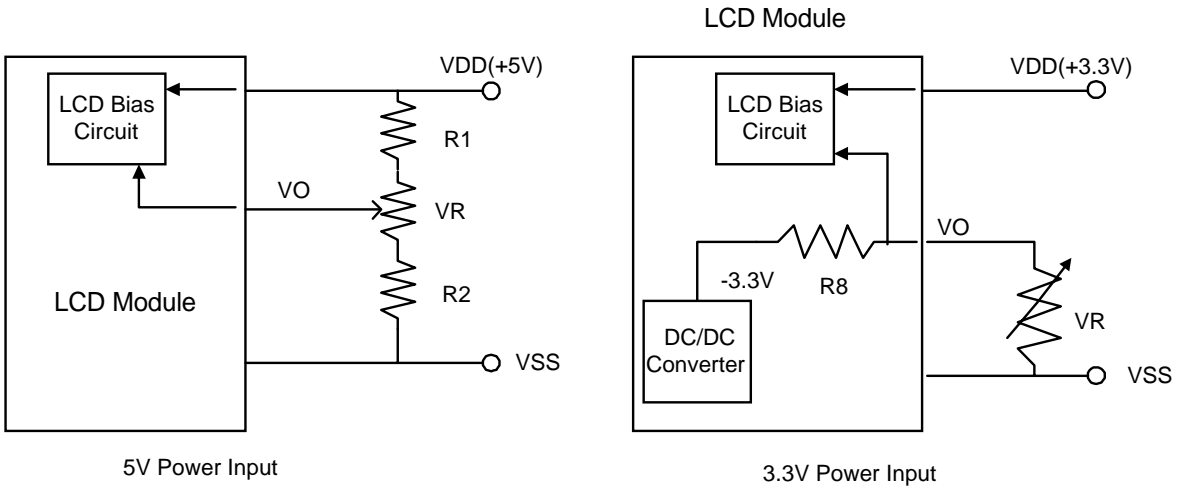 LCD Bias
Circuit
VDD(+5V)
R1
VO
VR
R2
LCD Module
VSS
5V Power Input
LCD Module
LCD Bias
Circuit
VDD(+3.3V)
VO
-3.3V
R8
VR
DC/DC
Converter
VSS
3.3V Power Input